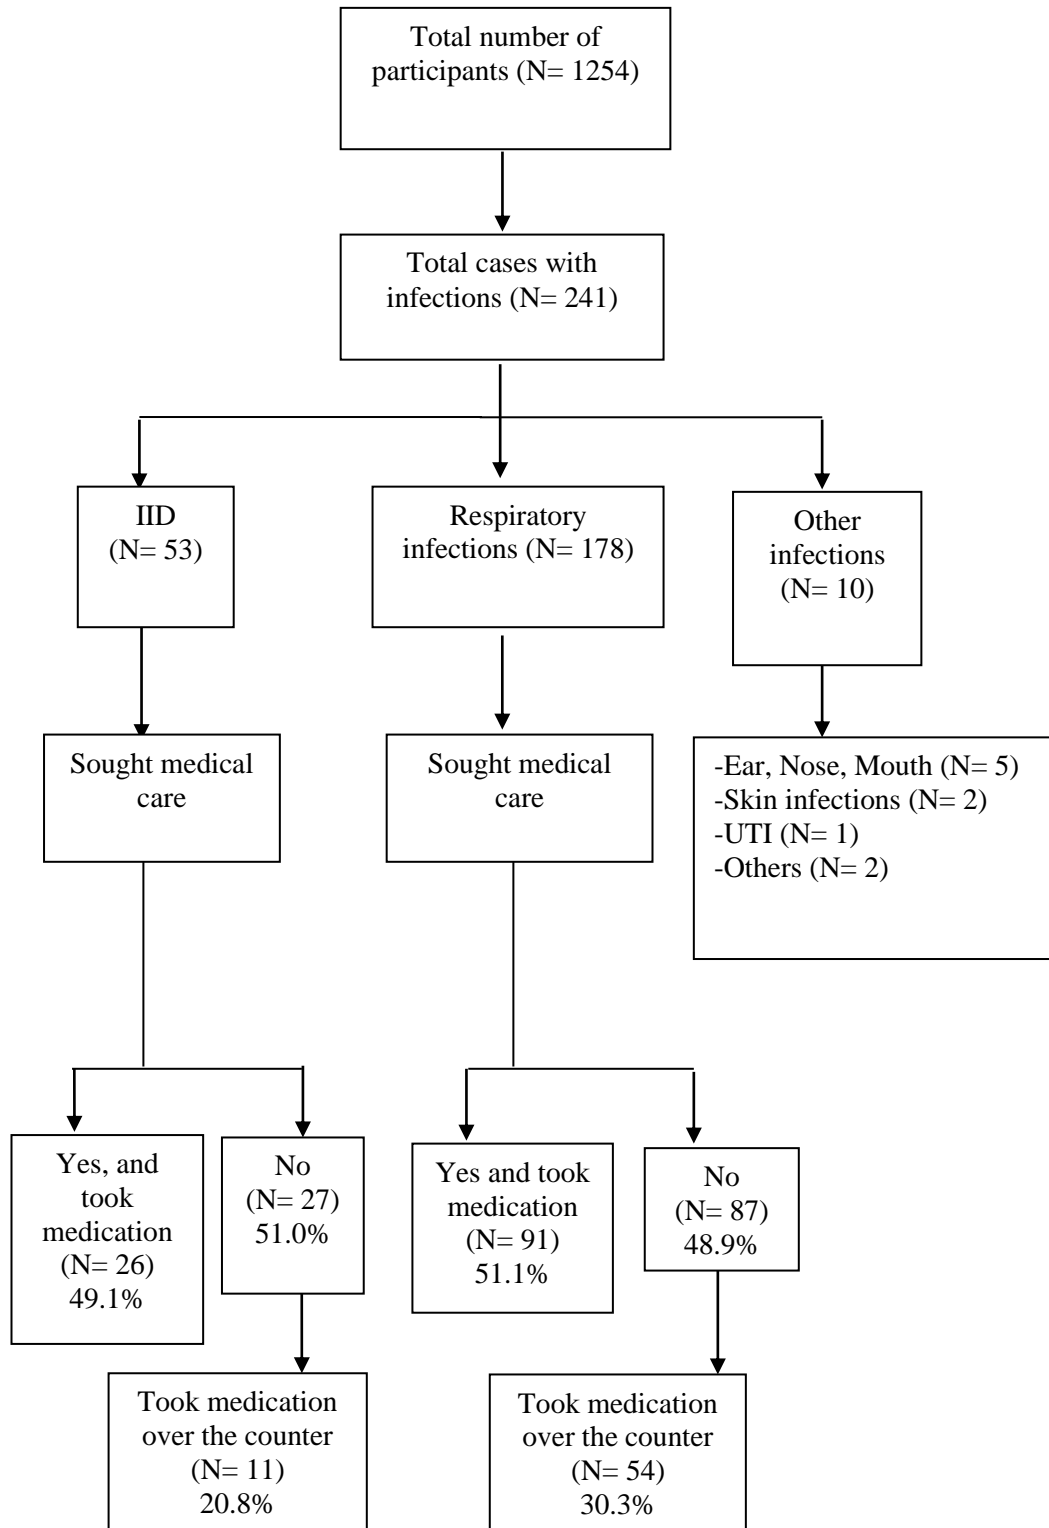 Total number of
participants (N= 1254)
Total cases with
infections (N= 241)
IID
(N= 53)
Respiratory
infections (N= 178)
Other
infections
(N= 10)
Sought medical
care
Sought medical
care
-Ear, Nose, Mouth (N= 5)
-Skin infections (N= 2)
-UTI (N= 1)
-Others (N= 2)
Yes, and
took
medication
(N= 26)
49.1%
No
(N= 27)
51.0%
Yes and took
medication
(N= 91)
51.1%
No
(N= 87)
48.9%
Took medication
over the counter
(N= 11)
20.8%
Took medication
over the counter
(N= 54)
30.3%